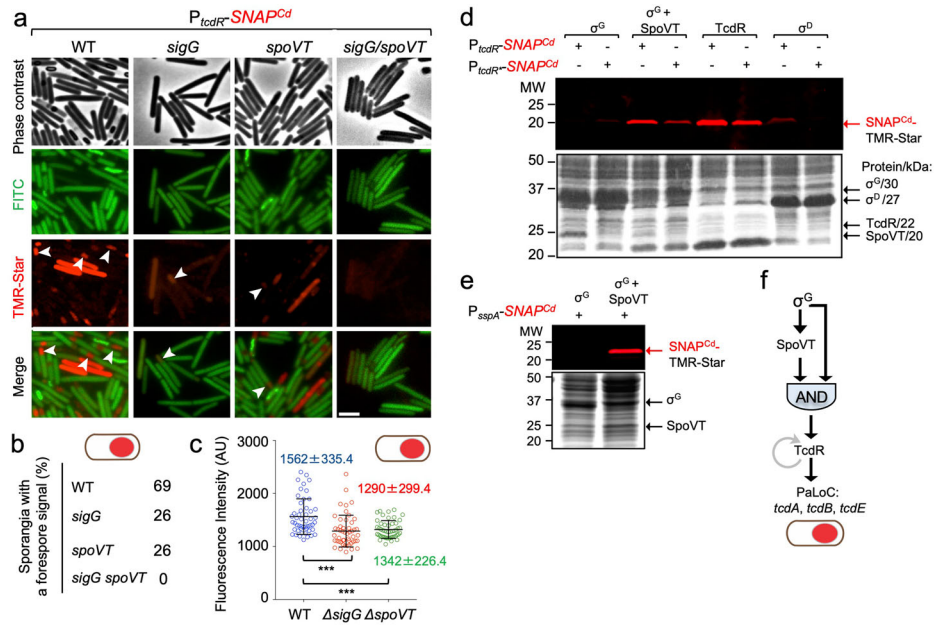 a
P_tcdR-SNAP^Cd
WT sigG spoVT sigG/spoVT
Phase contrast
FITC
TMR-Star
Merge
b
Sporangia with
a forespore signal (%)
WT 69
sigG 26
spoVT 26
sigG spoVT 0
c
Fluorescence Intensity (AU)
3000
2000
1000
0
1562±335.4
1290±299.4
1342±226.4
***
***
WT ΔsigG ΔspoVT
d
σ^G σ^G + SpoVT TcdR σ^D
P_tcdR-SNAP^Cd + + + +
P_tcdR*-SNAP^Cd + + + +
MW
25
20
SNAP^Cd-
TMR-Star
50
37
25
20
Protein/kDa:
σ^G/30
σ^D/27
TcdR/22
SpoVT/20
e
σ^G σ^G + SpoVT
P_sspA-SNAP^Cd + +
MW
25
20
SNAP^Cd-
TMR-Star
50
37
25
20
σ^G
SpoVT
f
σ^G
SpoVT
AND
TcdR
PaLoC:
tcdA, tcdB, tcdE